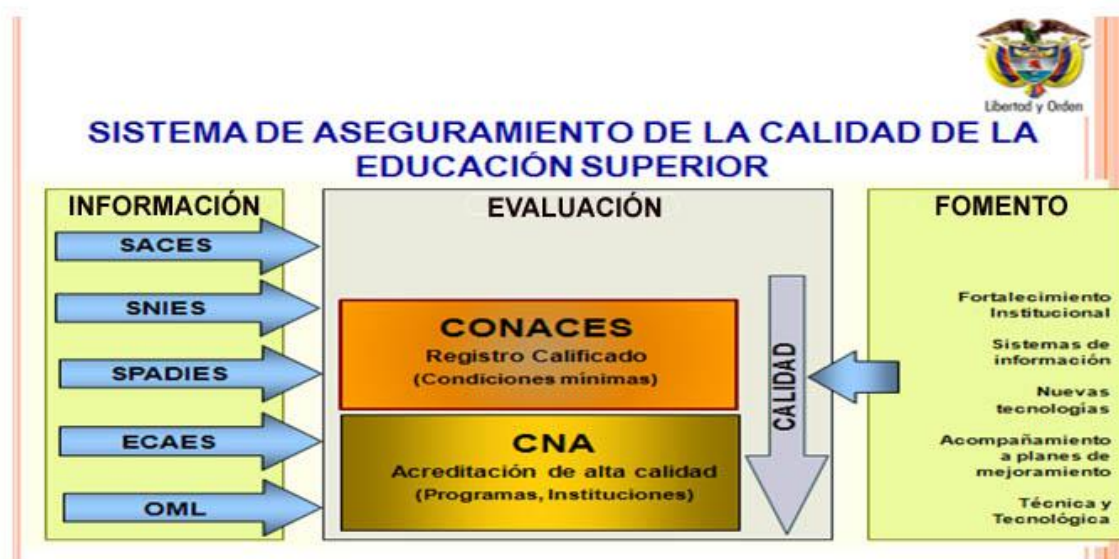 Libertad y Orden
SISTEMA DE ASEGURAMIENTO DE LA CALIDAD DE LA
EDUCACIÓN SUPERIOR
INFORMACIÓN
SACES
SNIES
SPADIES
ECAES
OML
EVALUACIÓN
CONACES
Registro Calificado
(Condiciones mínimas)
CNA
Acreditación de alta calidad
(Programas, Instituciones)
CALIDAD
FOMENTO
Fortalecimiento
Institucional
Sistemas de
información
Nuevas
tecnologías
Acompañamiento
a planes de
mejoramiento
Técnica y
Tecnológica